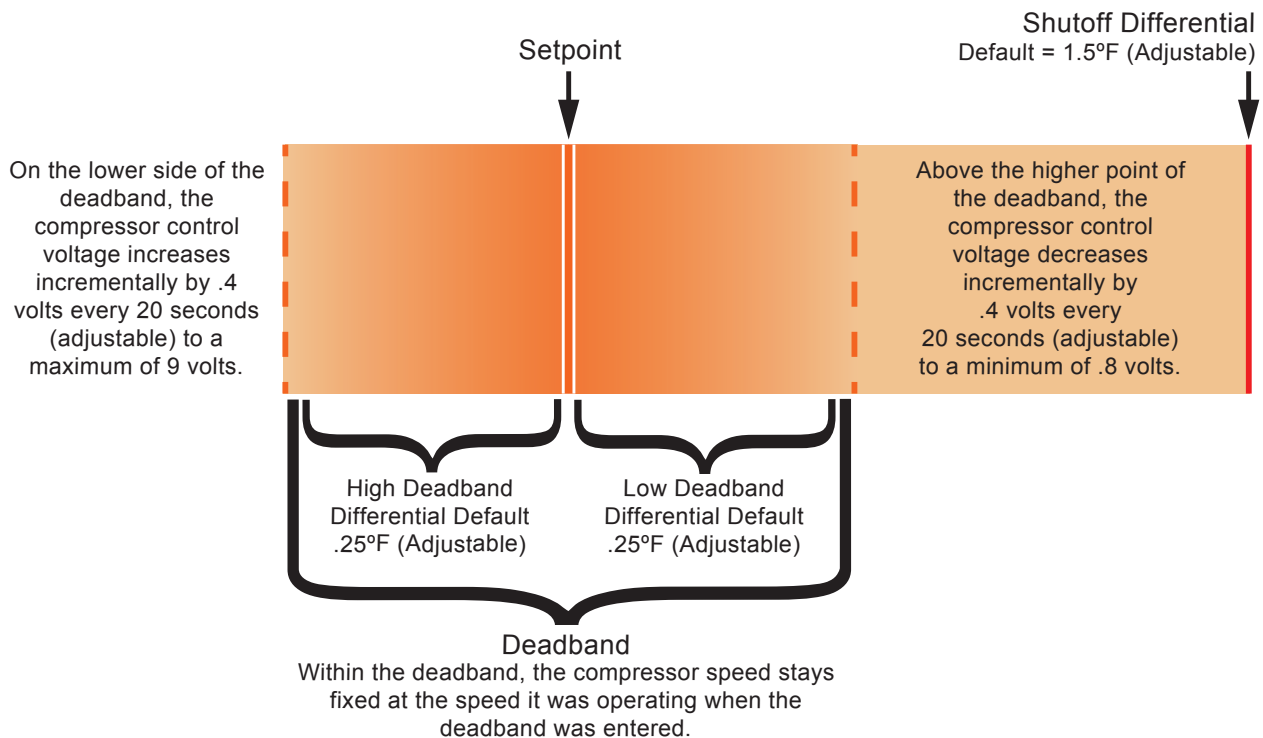 Shutoff Differential
Default = 1.5ºF (Adjustable)
Setpoint
On the lower side of the
deadband, the
compressor control
voltage increases
incrementally by .4
volts every 20 seconds
(adjustable) to a
maximum of 9 volts.
Above the higher point of
the deadband, the
compressor control
voltage decreases
incrementally by
.4 volts every
20 seconds (adjustable)
to a minimum of .8 volts.
High Deadband
Differential Default
.25ºF (Adjustable)
Low Deadband
Differential Default
.25ºF (Adjustable)
Deadband
Within the deadband, the compressor speed stays
fixed at the speed it was operating when the
deadband was entered.